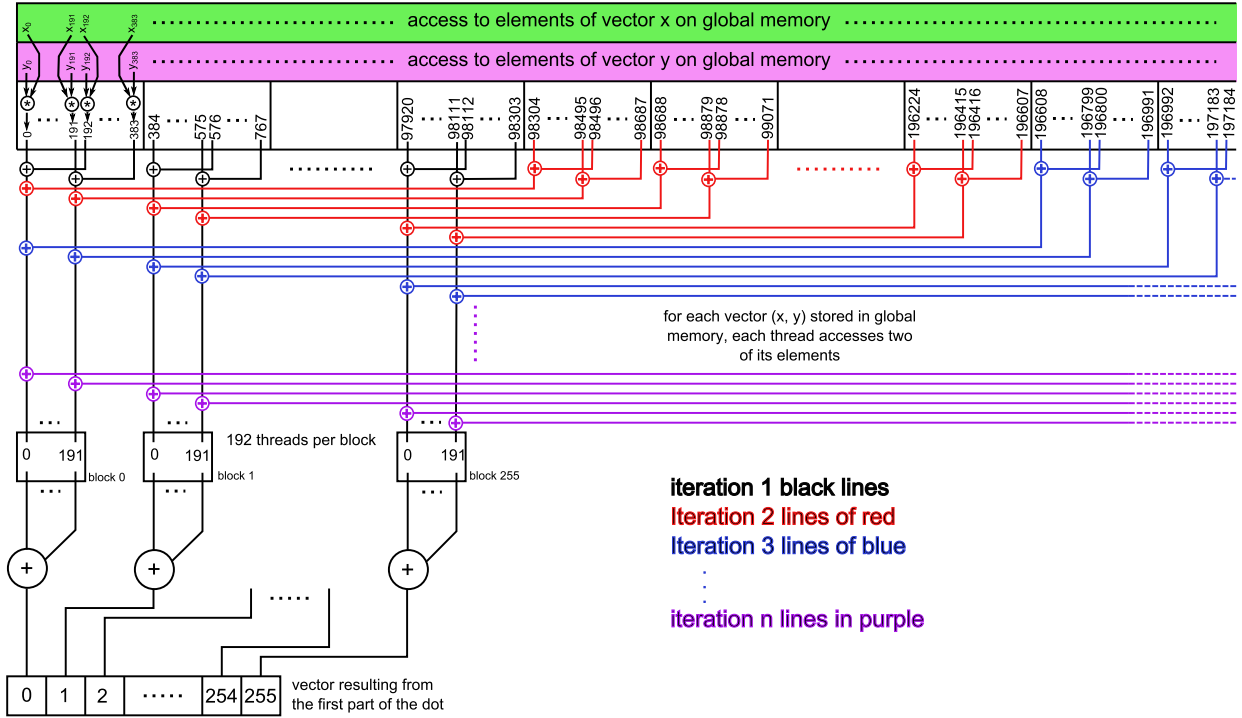 access to elements of vector x on global memory
x0 x191 x192 x383
access to elements of vector y on global memory
y0 y191 y192 y383
* * * *
0 191 192 383 384 575 576 767 97920 98111 98112 98303 98304 98495 98496 98687 98688 98879 98878 99071 196224 196415 196416 196607 196608 196799 196800 196991 196992 197183 197184
for each vector (x, y) stored in global
memory, each thread accesses two
of its elements
192 threads per block
0 191 block 0
0 191 block 1
0 191 block 255
iteration 1 black lines
Iteration 2 lines of red
Iteration 3 lines of blue
iteration n lines in purple
+ + +
0 1 2 ..... 254 255
vector resulting from
the first part of the dot